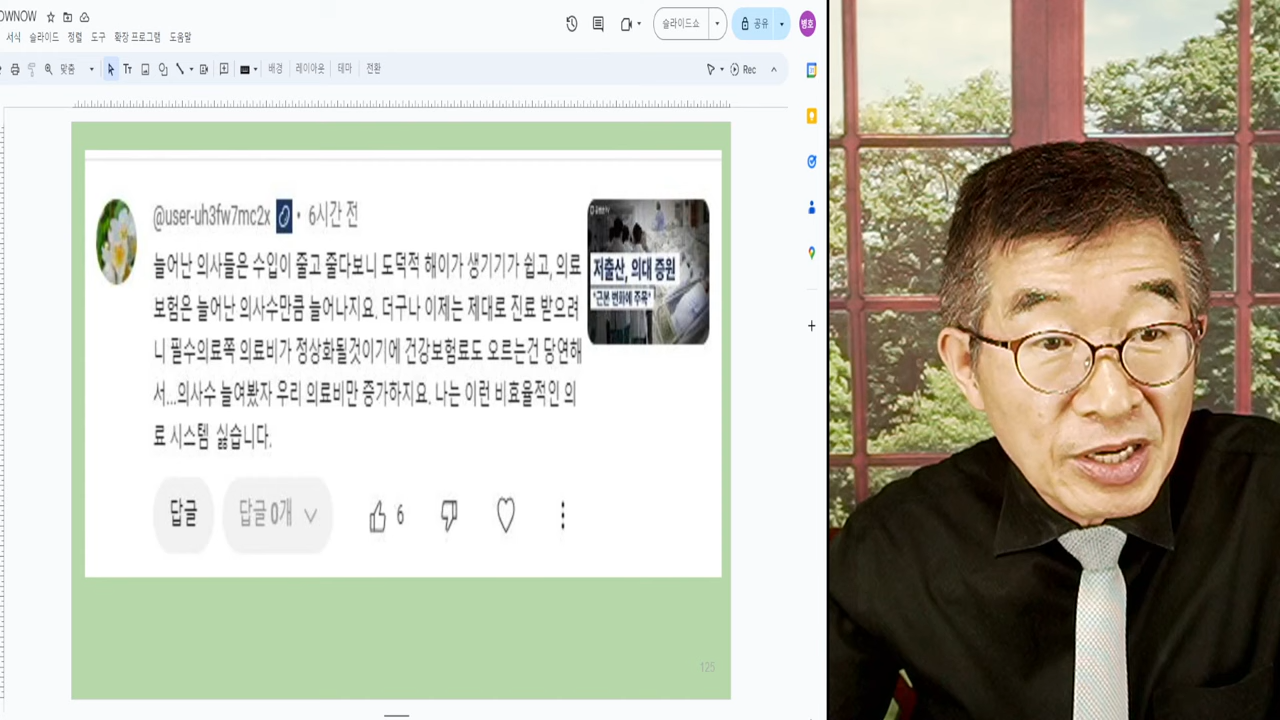 OWNOW
서식 슬라이드 정렬 도구 확장 프로그램 도움말
슬라이드쇼
공유
병호
맞춤
Tт
배경 레이아웃 테마 전환
Rec
@user-uh3fw7mc2x · 6시간 전
늘어난 의사들은 수입이 줄고 줄다보니 도덕적 해이가 생기기가 쉽고, 의료
보험은 늘어난 의사수만큼 늘어나지요. 더구나 이제는 제대로 진료 받으려
니 필수의료쪽 의료비가 정상화될것이기에 건강보험료도 오르는건 당연해
서...의사수 늘여봤자 우리 의료비만 증가하지요. 나는 이런 비효율적인 의
료 시스템 싫습니다.
저출산, 의대 증원
"근본 변화에 주목"
답글
답글 0개
6
125